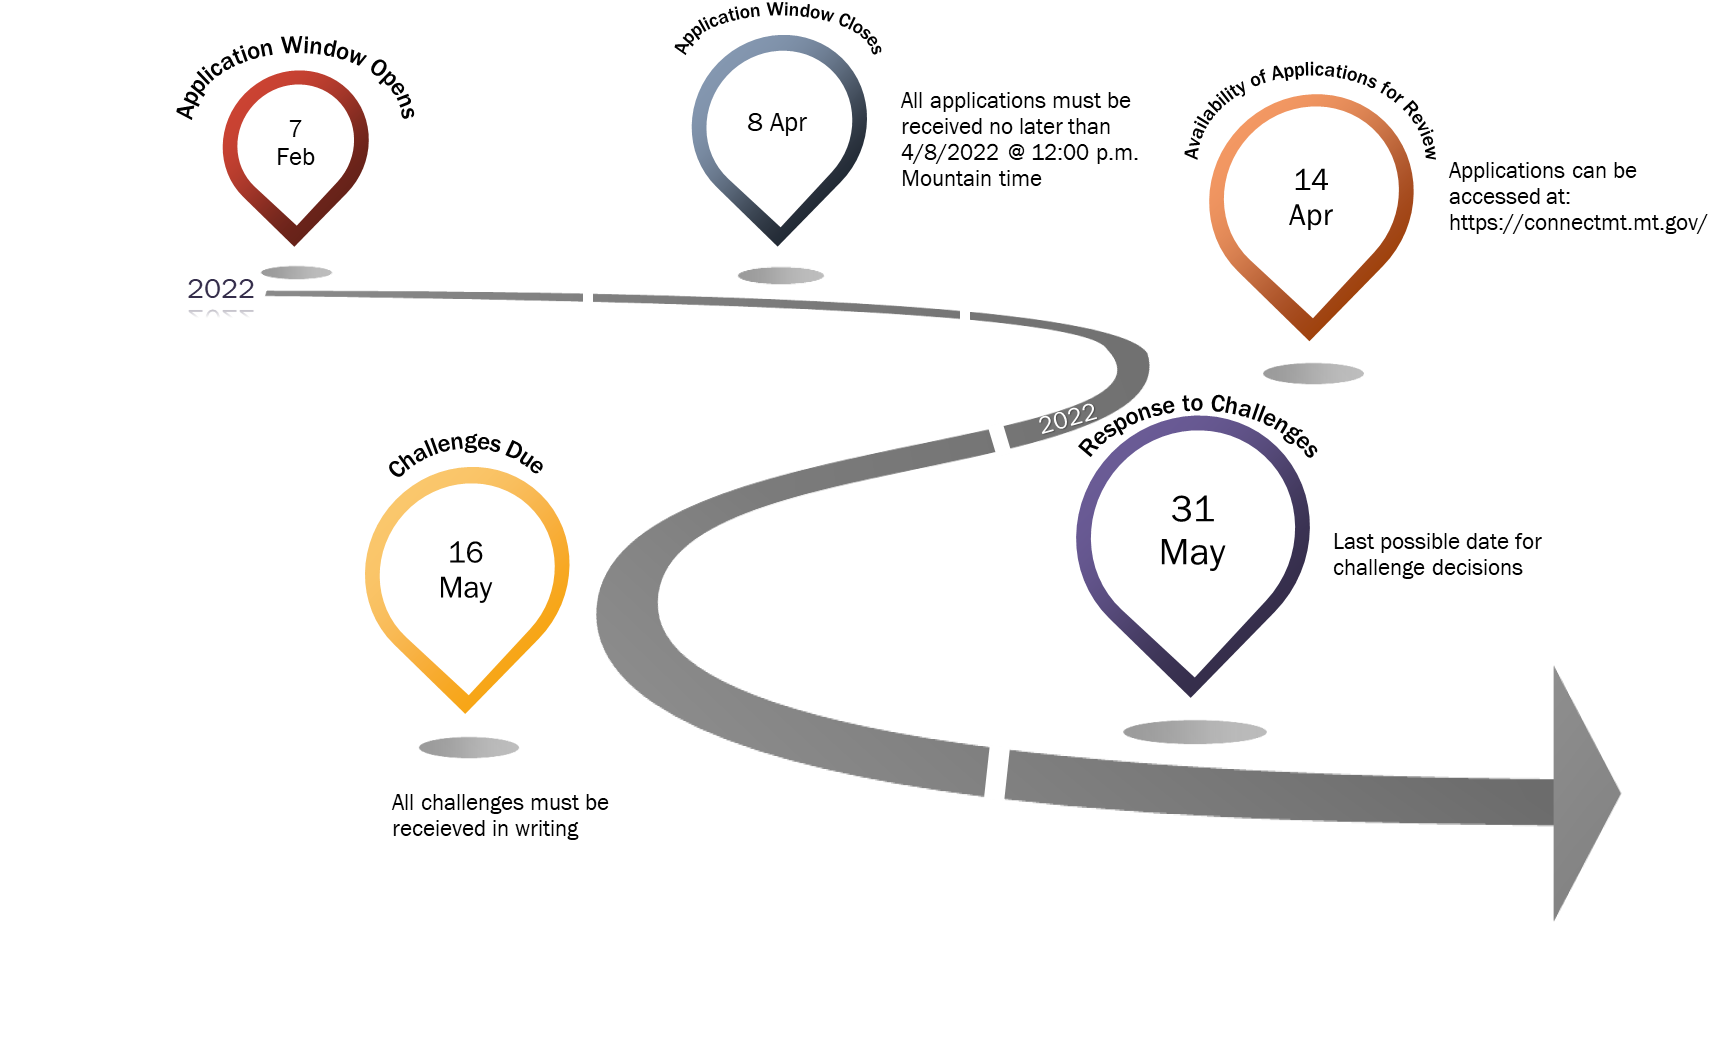 Application Window Opens
7
Feb
Application Window Closes
8 Apr
All applications must be
received no later than
4/8/2022 @ 12:00 p.m.
Mountain time
Availability of Applications for Review
14
Apr
Applications can be
accessed at:
https://connectmt.mt.gov/
2022
2022
Challenges Due
16
May
All challenges must be
receieved in writing
Response to Challenges
31
May
Last possible date for
challenge decisions